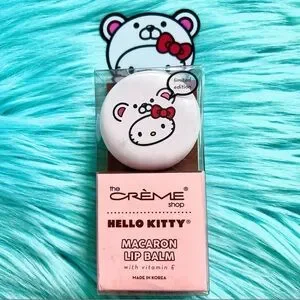 limited
edition
the
CRÈME
shop
HELLO KITTY®
MACARON
LIP BALM
with vitamin E
MADE IN KOREA